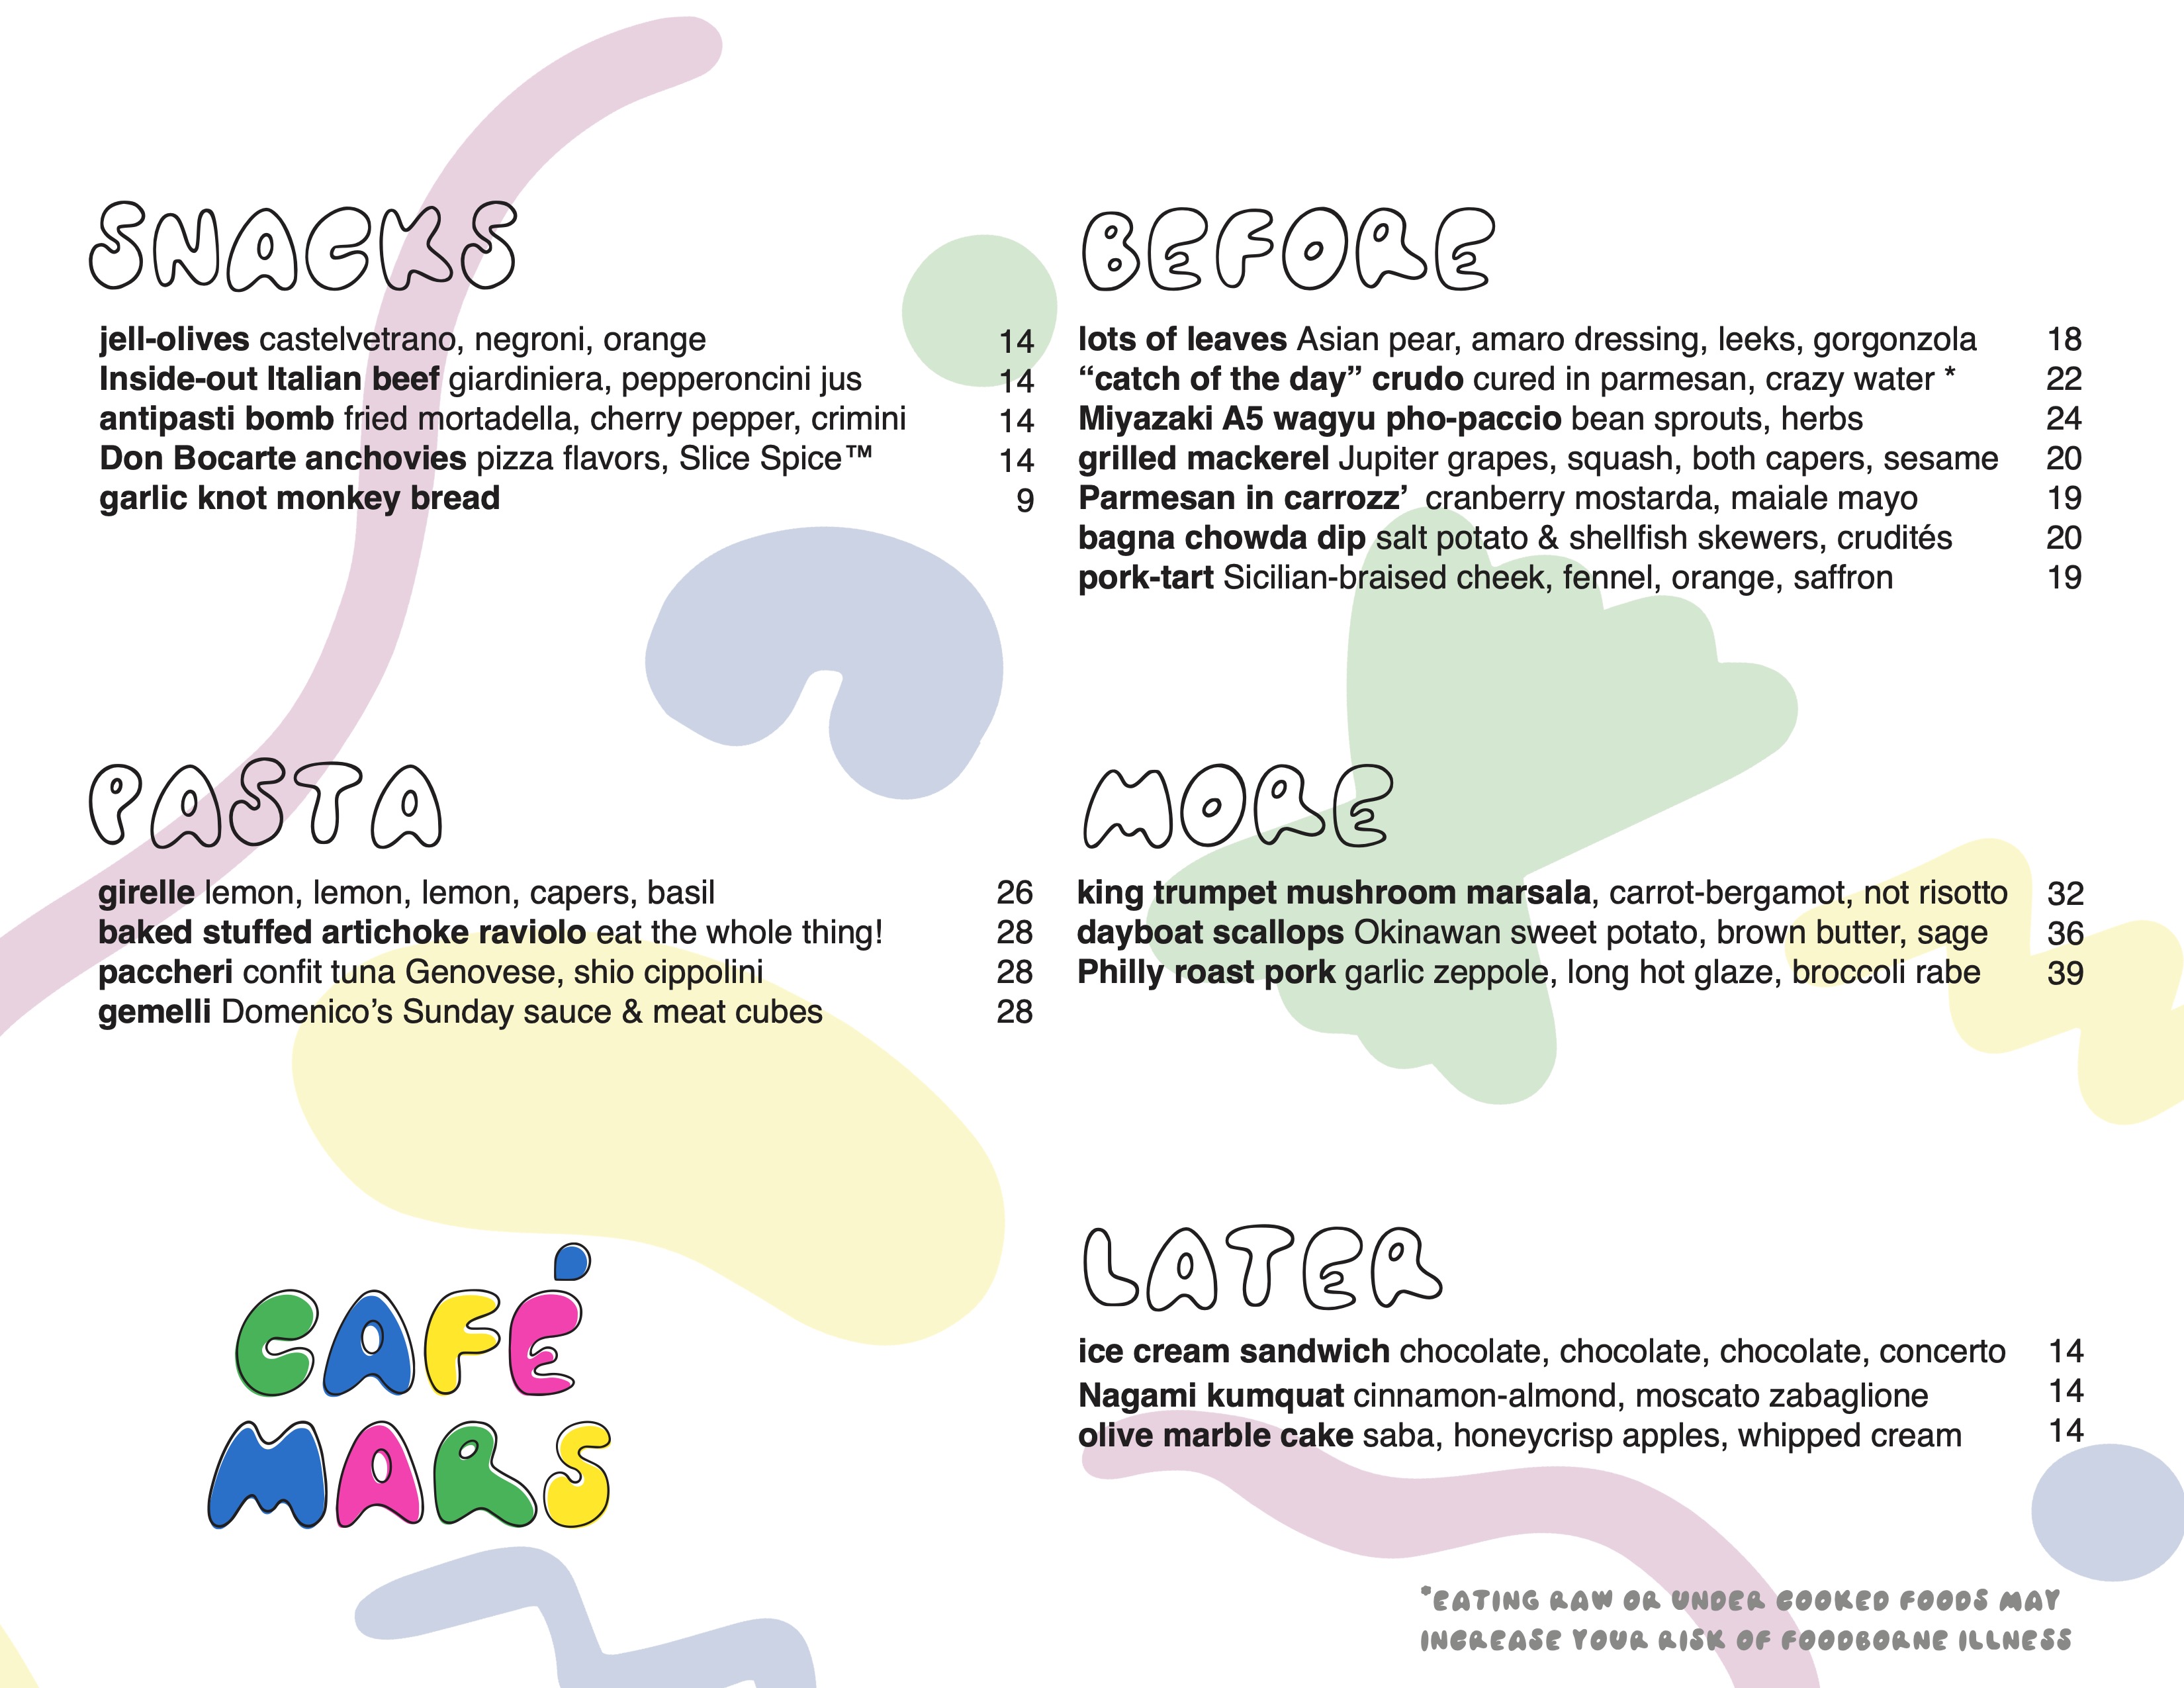 SNACKS
jell-olives castelvetrano, negroni, orange 14
Inside-out Italian beef giardiniera, pepperoncini jus 14
antipasti bomb fried mortadella, cherry pepper, crimini 14
Don Bocarte anchovies pizza flavors, Slice Spice™ 14
garlic knot monkey bread 9
BEFORE
lots of leaves Asian pear, amaro dressing, leeks, gorgonzola 18
“catch of the day” crudo cured in parmesan, crazy water * 22
Miyazaki A5 wagyu pho-paccio bean sprouts, herbs 24
grilled mackerel Jupiter grapes, squash, both capers, sesame 20
Parmesan in carrozz’ cranberry mostarda, maiale mayo 19
bagna chowda dip salt potato & shellfish skewers, crudités 20
pork-tart Sicilian-braised cheek, fennel, orange, saffron 19
PASTA
girelle lemon, lemon, lemon, capers, basil 26
baked stuffed artichoke raviolo eat the whole thing! 28
paccheri confit tuna Genovese, shio cippolini 28
gemelli Domenico’s Sunday sauce & meat cubes 28
MORE
king trumpet mushroom marsala, carrot-bergamot, not risotto 32
dayboat scallops Okinawan sweet potato, brown butter, sage 36
Philly roast pork garlic zeppole, long hot glaze, broccoli rabe 39
CAFÉ
MARS
LATER
ice cream sandwich chocolate, chocolate, chocolate, concerto 14
Nagami kumquat cinnamon-almond, moscato zabaglione 14
olive marble cake saba, honeycrisp apples, whipped cream 14
*EATING RAW OR UNDER COOKED FOODS MAY
INCREASE YOUR RISK OF FOODBORNE ILLNESS